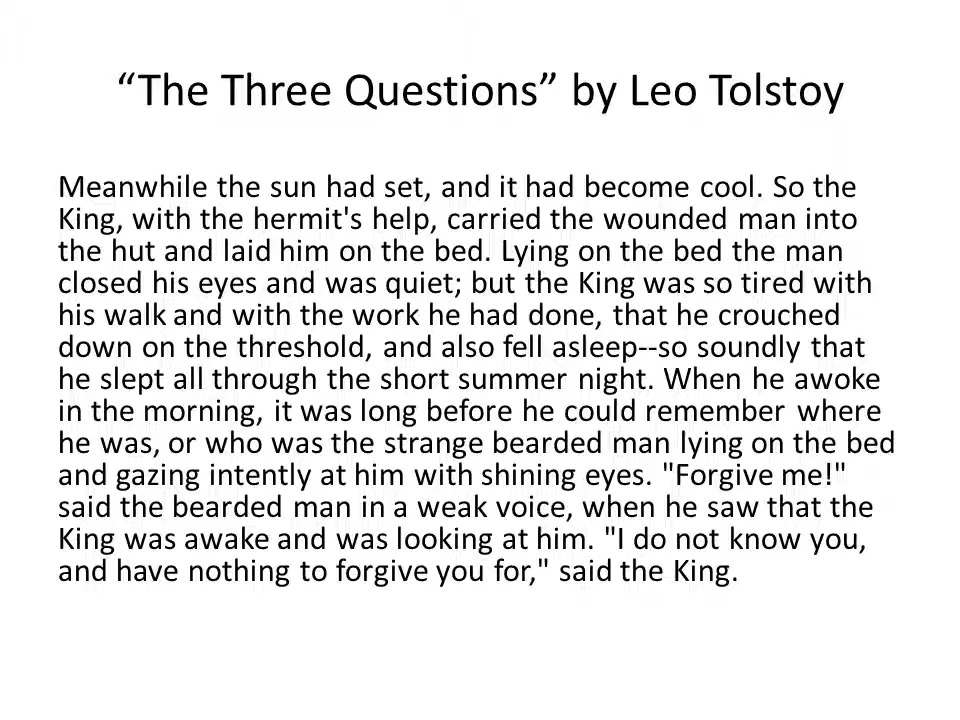 “The Three Questions” by Leo Tolstoy
Meanwhile the sun had set, and it had become cool. So the
King, with the hermit's help, carried the wounded man into
the hut and laid him on the bed. Lying on the bed the man
closed his eyes and was quiet; but the King was so tired with
his walk and with the work he had done, that he crouched
down on the threshold, and also fell asleep--so soundly that
he slept all through the short summer night. When he awoke
in the morning, it was long before he could remember where
he was, or who was the strange bearded man lying on the bed
and gazing intently at him with shining eyes. "Forgive me!"
said the bearded man in a weak voice, when he saw that the
King was awake and was looking at him. "I do not know you,
and have nothing to forgive you for," said the King.